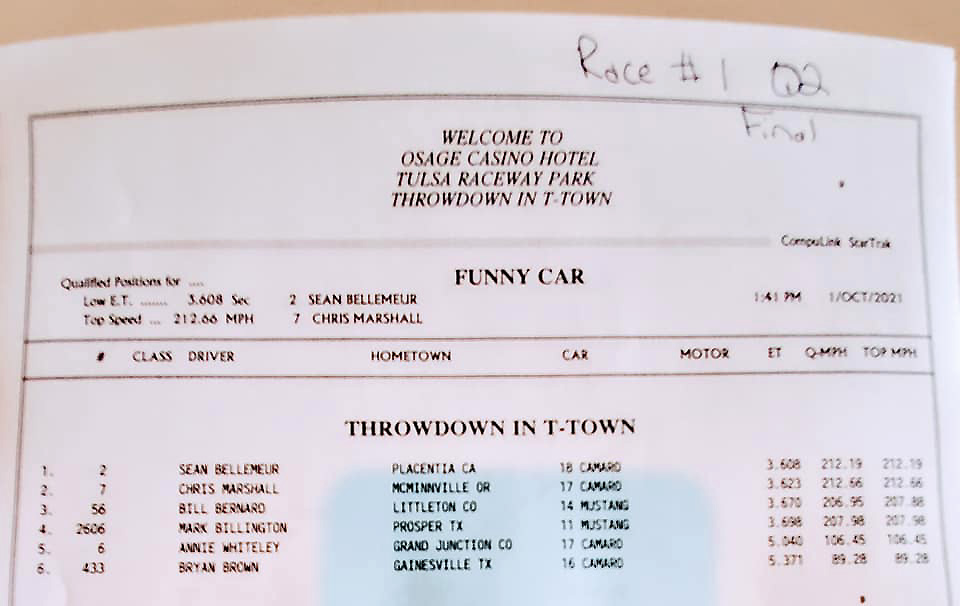 Race # 1 Q2
Final
WELCOME TO
OSAGE CASINO HOTEL
TULSA RACEWAY PARK
THROWDOWN IN T-TOWN
CompuLink StarTrak
FUNNY CAR
Qualified Positions for ....
Low E.T. ....... 3.608 Sec 2 SEAN BELLEMEUR 1:41 PM 1/OCT/2021
Top Speed ... 212.66 MPH 7 CHRIS MARSHALL
# CLASS DRIVER HOMETOWN CAR MOTOR ET Q-MPH TOP MPH
THROWDOWN IN T-TOWN
1. 2 SEAN BELLEMEUR PLACENTIA CA 18 CAMARO 3.608 212.19 212.19
2. 7 CHRIS MARSHALL MCMINNVILLE OR 17 CAMARO 3.623 212.66 212.66
3. 56 BILL BERNARD LITTLETON CO 14 MUSTANG 3.670 206.95 207.88
4. 2606 MARK BILLINGTON PROSPER TX 11 MUSTANG 3.698 207.98 207.98
5. 6 ANNIE WHITELEY GRAND JUNCTION CO 17 CAMARO 5.040 106.45 106.45
6. 433 BRYAN BROWN GAINESVILLE TX 16 CAMARO 5.371 89.28 89.28